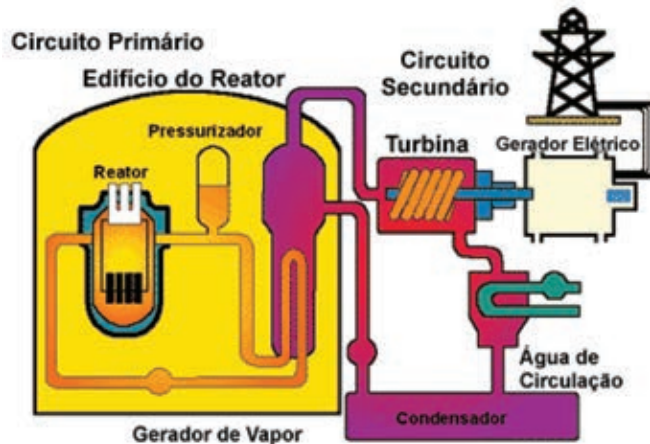 Circuito Primário
Edifício do Reator
Pressurizador
Reator
Circuito
Secundário
Turbina
Gerador Elétrico
Água de
Circulação
Condensador
Gerador de Vapor